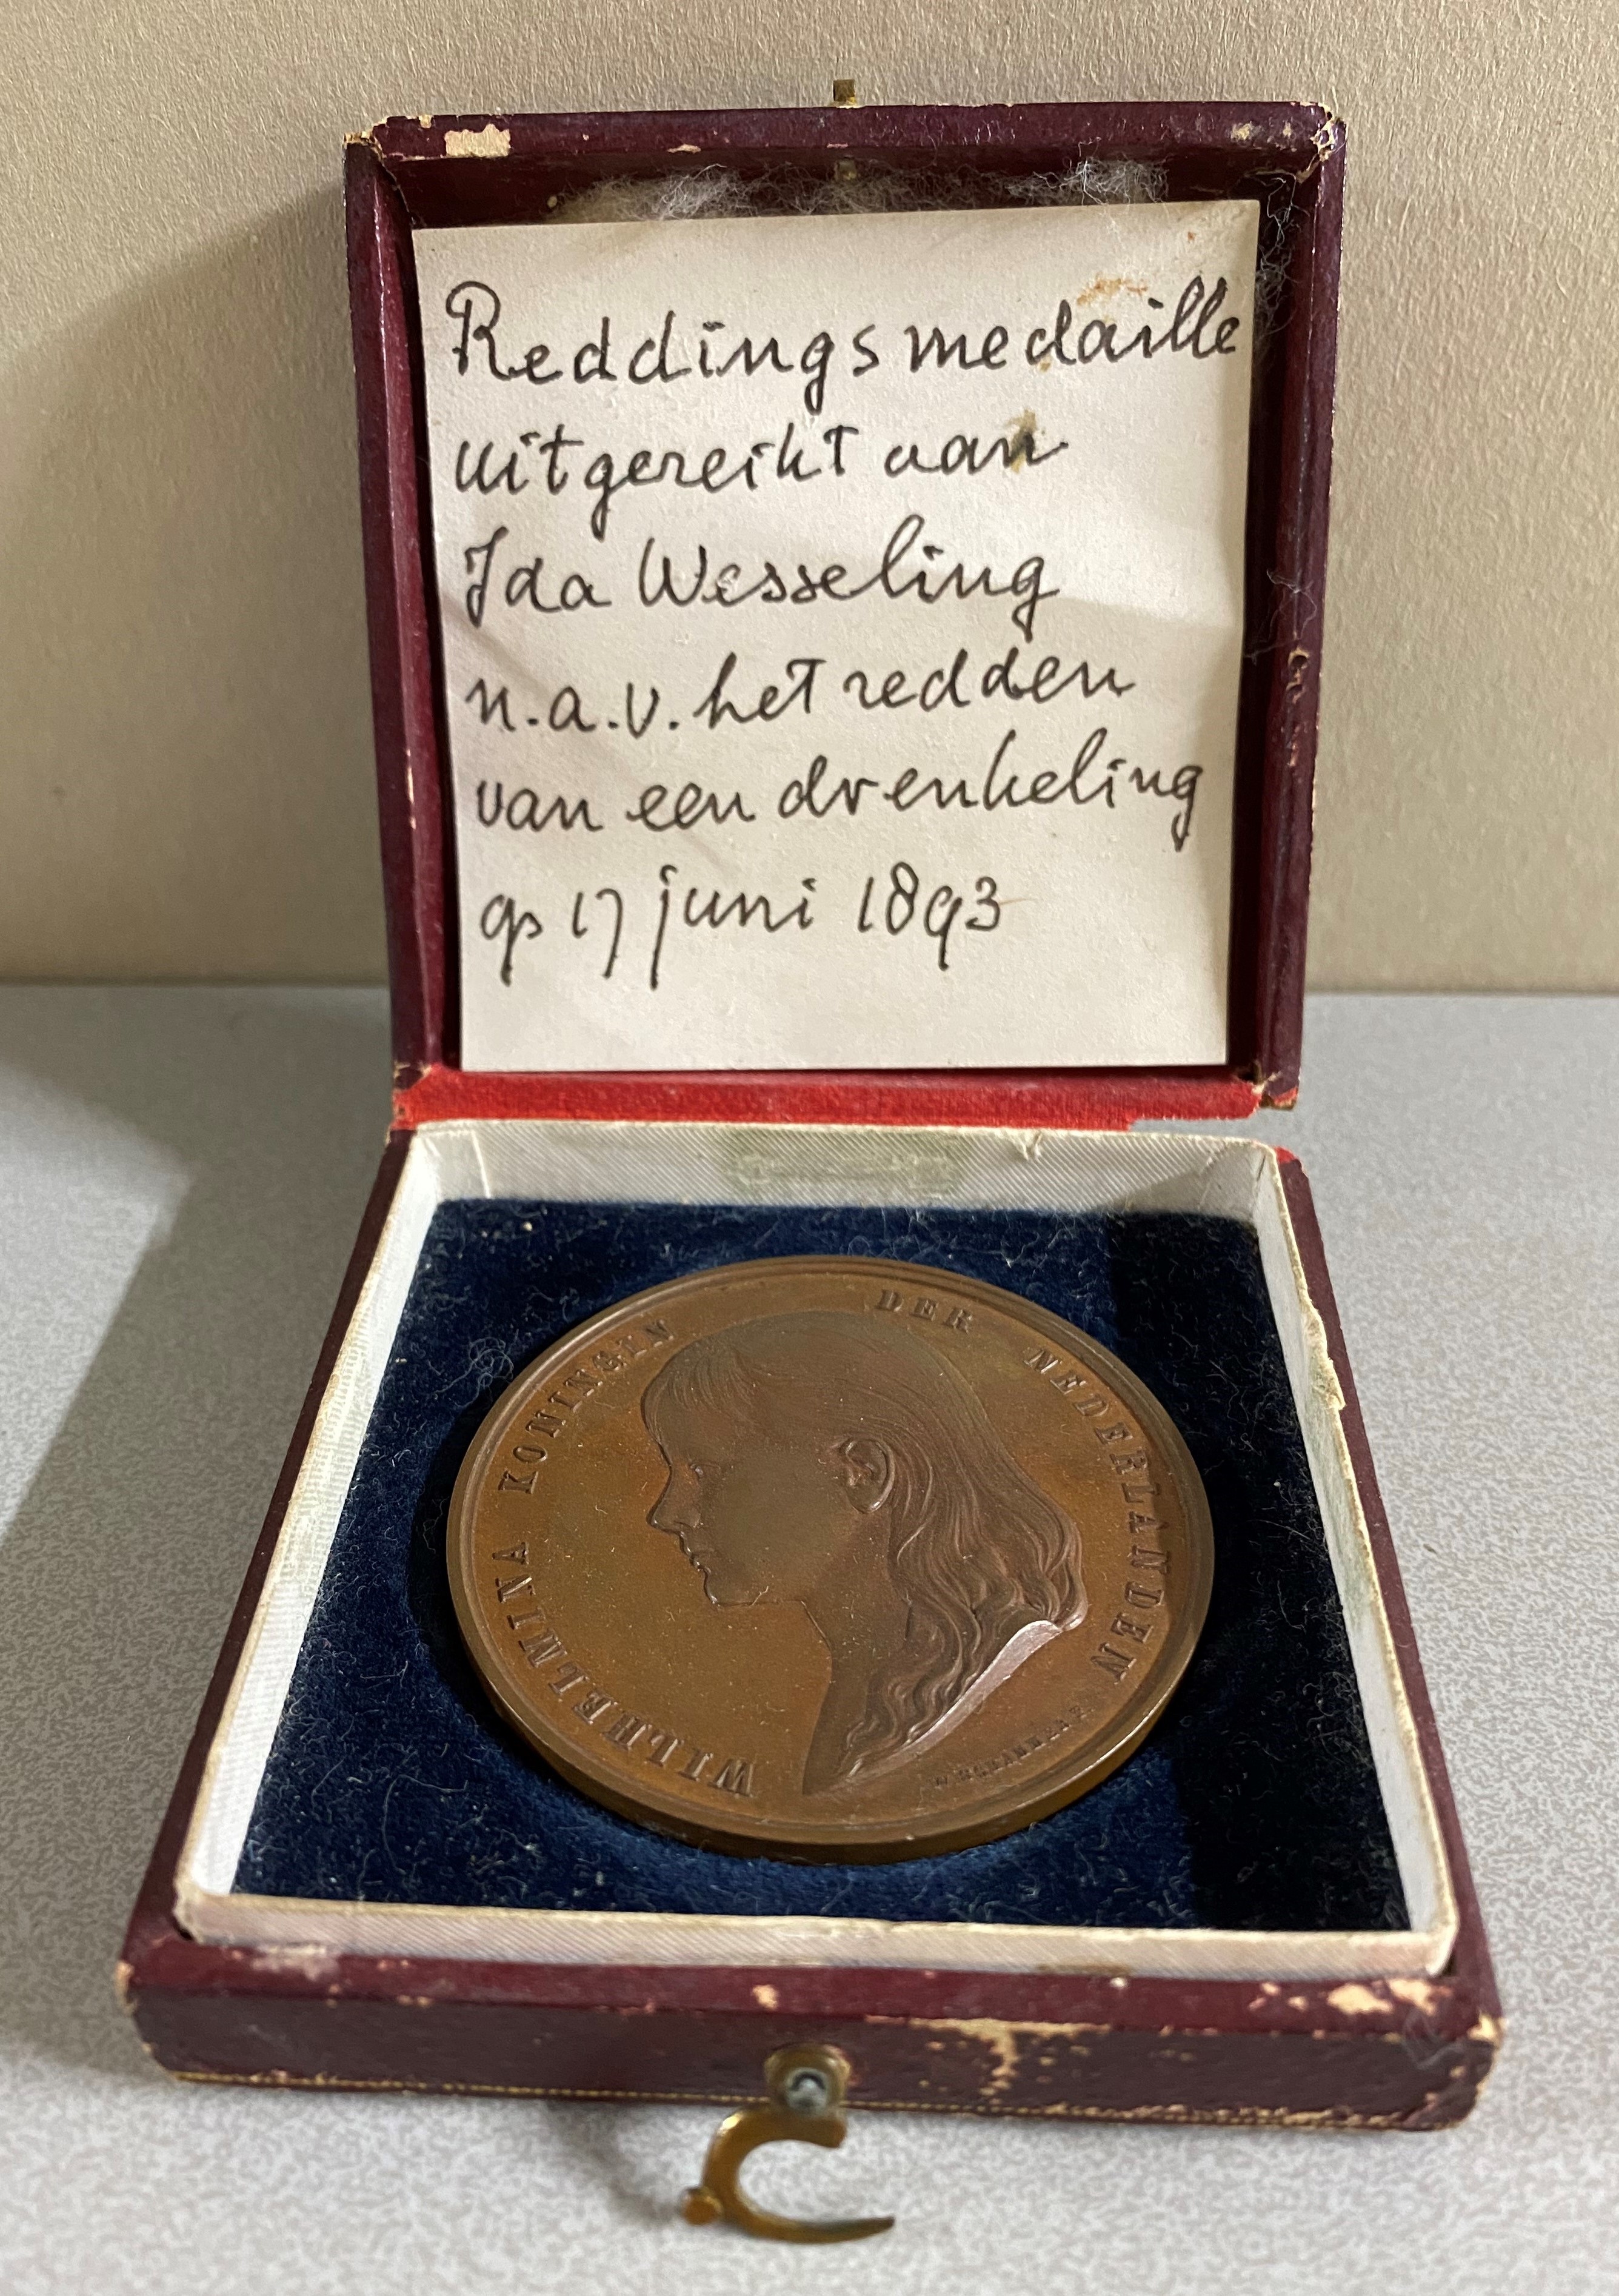 Reddingsmedaille
uitgereikt aan
Ida Wesseling
n.a.v. het redden
van een drenkeling
op 17 juni 1893
WILHELMINA KONINGIN DER NEDERLANDEN